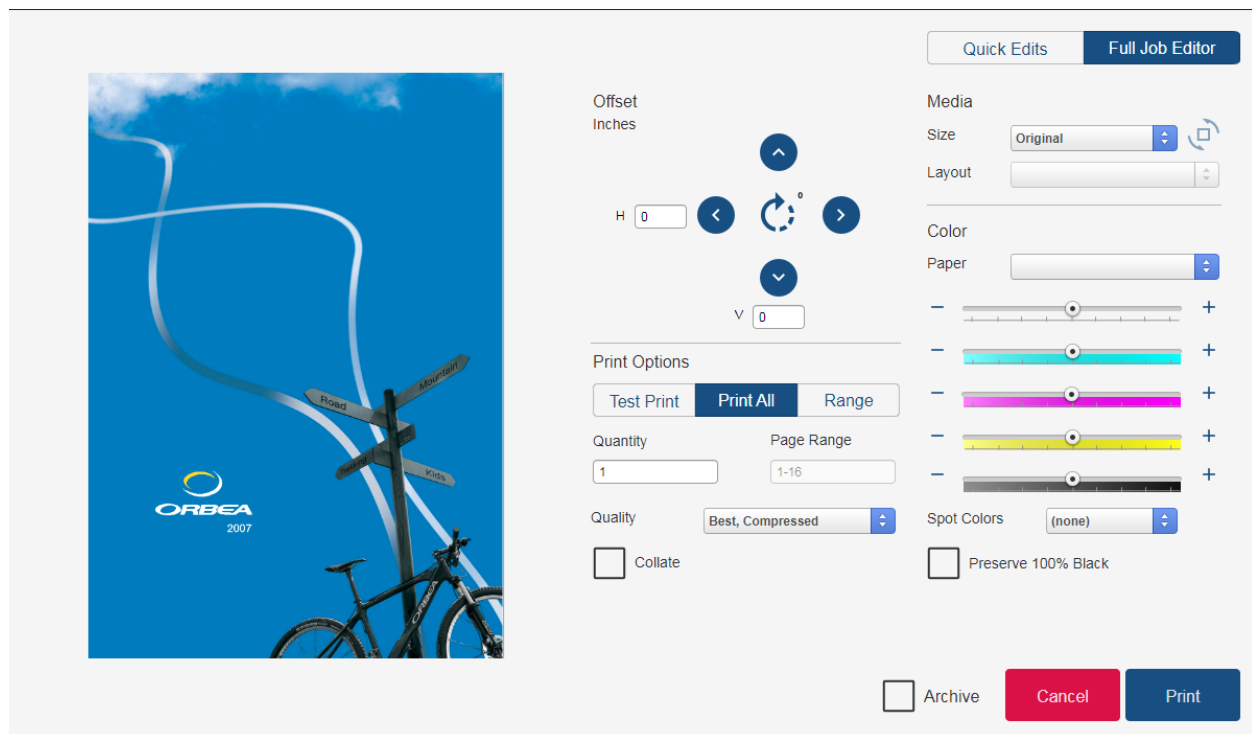 Quick Edits
Full Job Editor
Offset
Inches
H 0
V 0
Print Options
Test Print
Print All
Range
Quantity
Page Range
1
1-16
Quality
Best, Compressed
Collate
Media
Size
Original
Layout
Color
Paper
Spot Colors
(none)
Preserve 100% Black
Archive
Cancel
Print
Mountain
Road
Trekking
Kids
ORBEA
2007
ORBEA